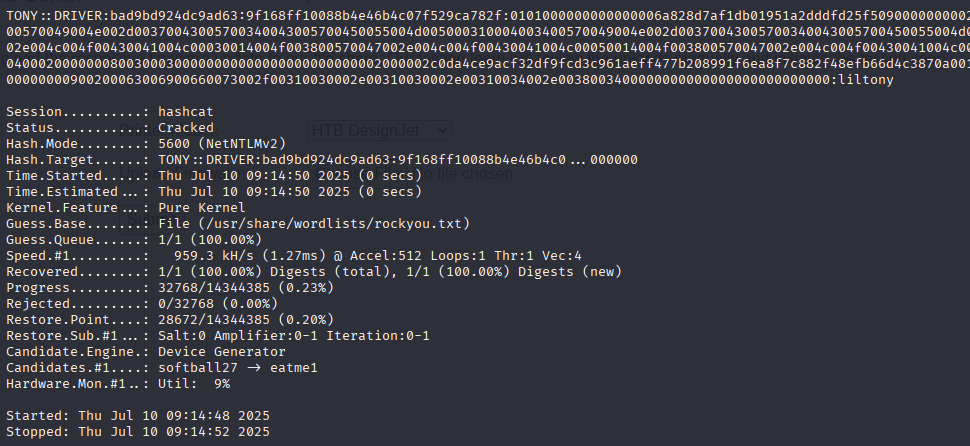 TONY::DRIVER:bad9bd924dc9ad63:9f168ff10088b4e46b4c07f529ca782f:0101000000000000006a828d7af1db01951a2dddfd25f5090000000002
00570049004e002d003700430057003400430057004500550004d005000310004003400570049004e002d00370043005700340043005700450055004d
02e004c004f00430041004c00030014004f003800570047002e004c004f00430041004c00050014004f003800570047002e004c004f00430041004c00
040002000000080030003000000000000000000000000002000002c0da4ce9acf32df9fcd3c961aeff477b208991f6ea8f7c882f48efb66d4c3870a001
000000000900200063006900660073002f00310030002e00310030002e00310034002e00380034000000000000000000000000:liltony
Session..........: hashcat
Status...........: Cracked
Hash.Mode........: 5600 (NetNTLMv2)
Hash.Target......: TONY::DRIVER:bad9bd924dc9ad63:9f168ff10088b4e46b4c0...000000
Time.Started.....: Thu Jul 10 09:14:50 2025 (0 secs)
Time.Estimated...: Thu Jul 10 09:14:50 2025 (0 secs)
Kernel.Feature...: Pure Kernel
Guess.Base.......: File (/usr/share/wordlists/rockyou.txt)
Guess.Queue......: 1/1 (100.00%)
Speed.#1.........:   959.3 kH/s (1.27ms) @ Accel:512 Loops:1 Thr:1 Vec:4
Recovered........: 1/1 (100.00%) Digests (total), 1/1 (100.00%) Digests (new)
Progress.........: 32768/14344385 (0.23%)
Rejected.........: 0/32768 (0.00%)
Restore.Point....: 28672/14344385 (0.20%)
Restore.Sub.#1...: Salt:0 Amplifier:0-1 Iteration:0-1
Candidate.Engine.: Device Generator
Candidates.#1....: softball27 -> eatme1
Hardware.Mon.#1..: Util:  9%
Started: Thu Jul 10 09:14:48 2025
Stopped: Thu Jul 10 09:14:52 2025
HTB DesignJet
file chosen